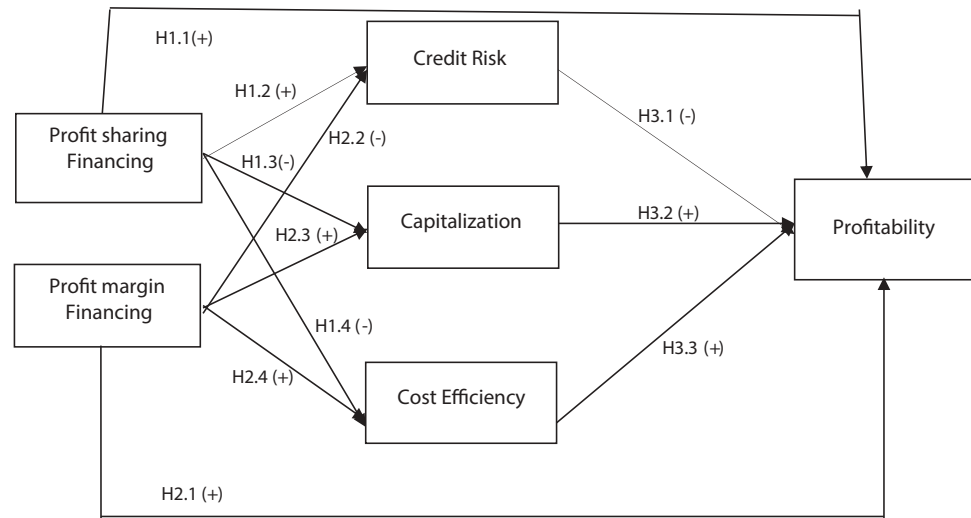 H1.1(+)
Credit Risk
H1.2 (+)
H3.1 (-)
Profit sharing
Financing
H2.2 (-)
H1.3(-)
Capitalization
H3.2 (+)
Profitability
H2.3 (+)
Profit margin
Financing
H1.4 (-)
H3.3 (+)
H2.4 (+)
Cost Efficiency
H2.1 (+)